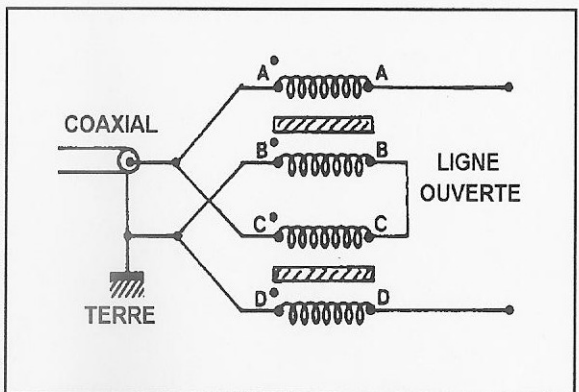 A A
COAXIAL
B B
LIGNE
OUVERTE
C C
D D
TERRE